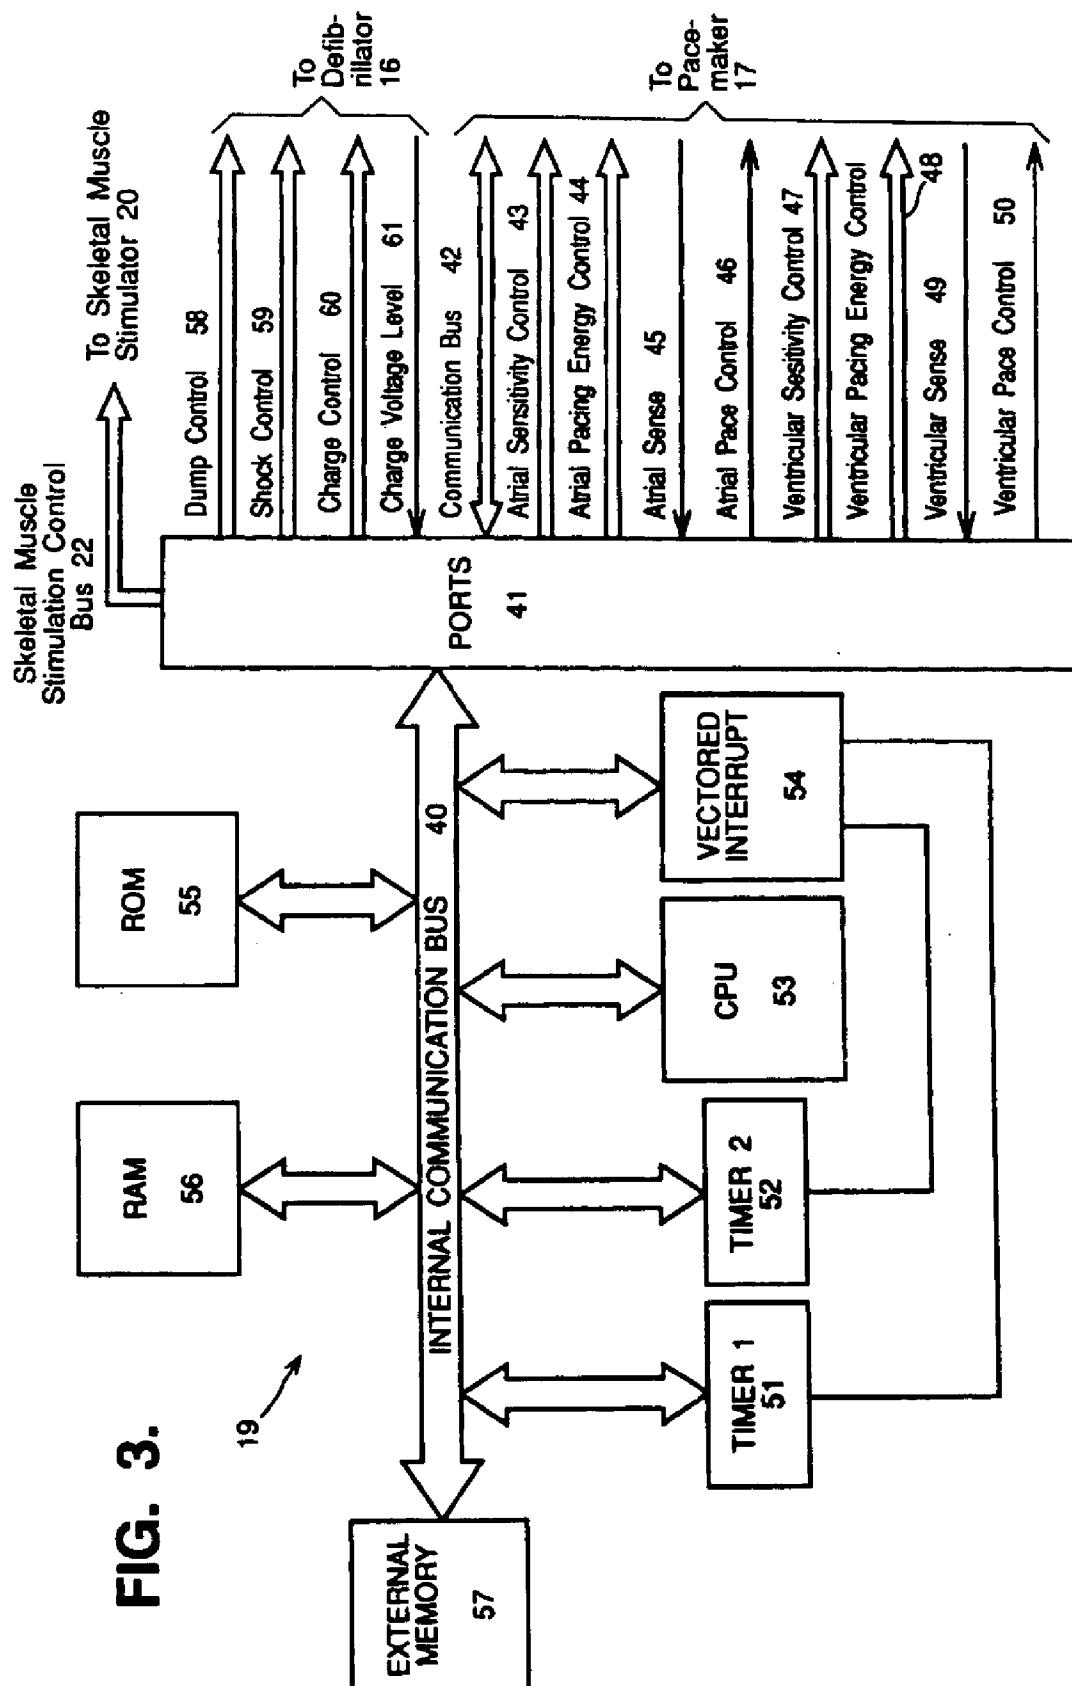 FIG. 3.
19
Skeletal Muscle
Stimulation Control
Bus 22
To Skeletal Muscle
Stimulator 20
EXTERNAL
MEMORY
57
RAM
56
ROM
55
INTERNAL COMMUNICATION BUS 40
TIMER 1
51
TIMER 2
52
CPU
53
VECTORED
INTERRUPT
54
PORTS
41
Dump Control 58
Shock Control 59
Charge Control 60
Charge Voltage Level 61
To
Defib-
rillator
16
Communication Bus 42
Atrial Sensitivity Control 43
Atrial Pacing Energy Control 44
Atrial Sense 45
Atrial Pace Control 46
Ventricular Sesitivity Control 47
Ventricular Pacing Energy Control
48
Ventricular Sense 49
Ventricular Pace Control 50
To
Pace-
maker
17